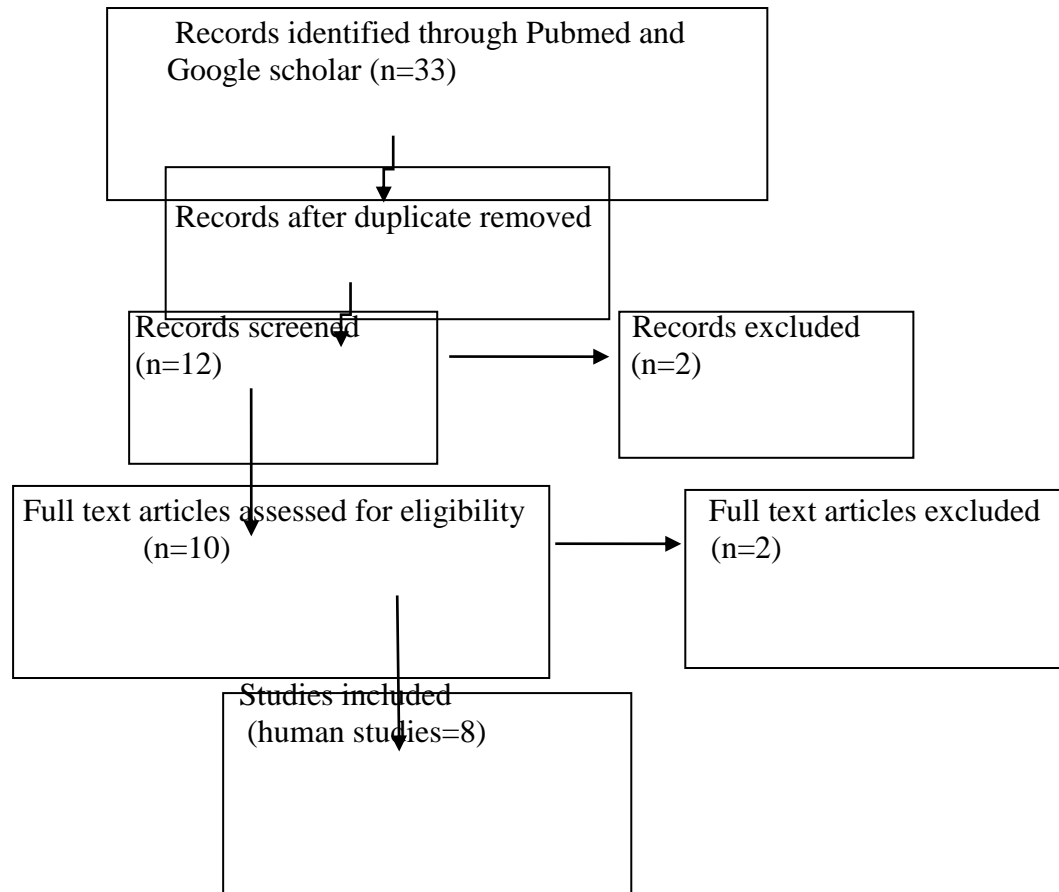 Records identified through Pubmed and
Google scholar (n=33)
Records after duplicate removed
Records screened
(n=12)
Records excluded
(n=2)
Full text articles assessed for eligibility
(n=10)
Full text articles excluded
(n=2)
Studies included
(human studies=8)